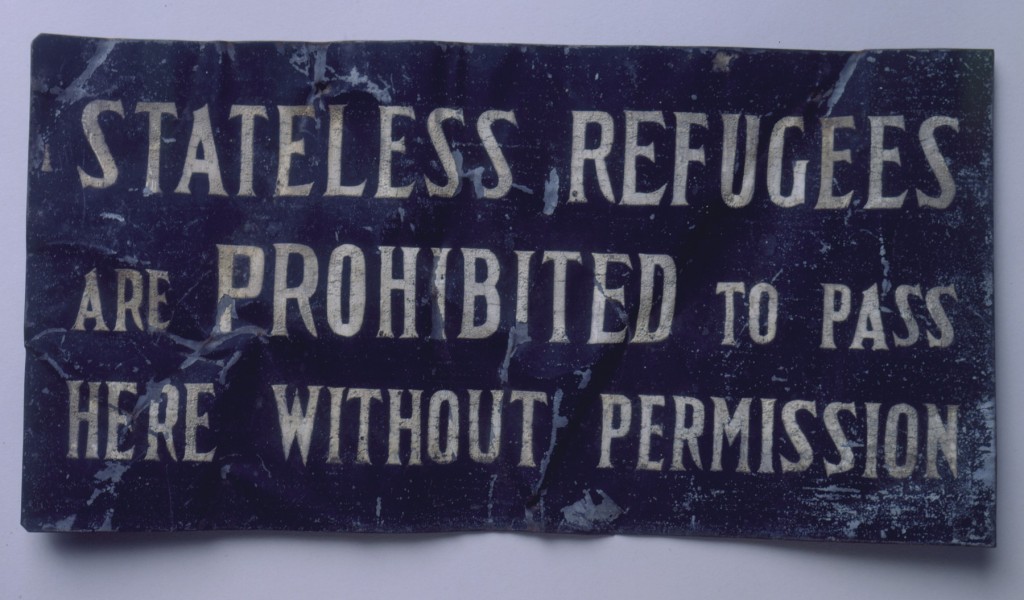 STATELESS REFUGEES
ARE PROHIBITED TO PASS
HERE WITHOUT PERMISSION